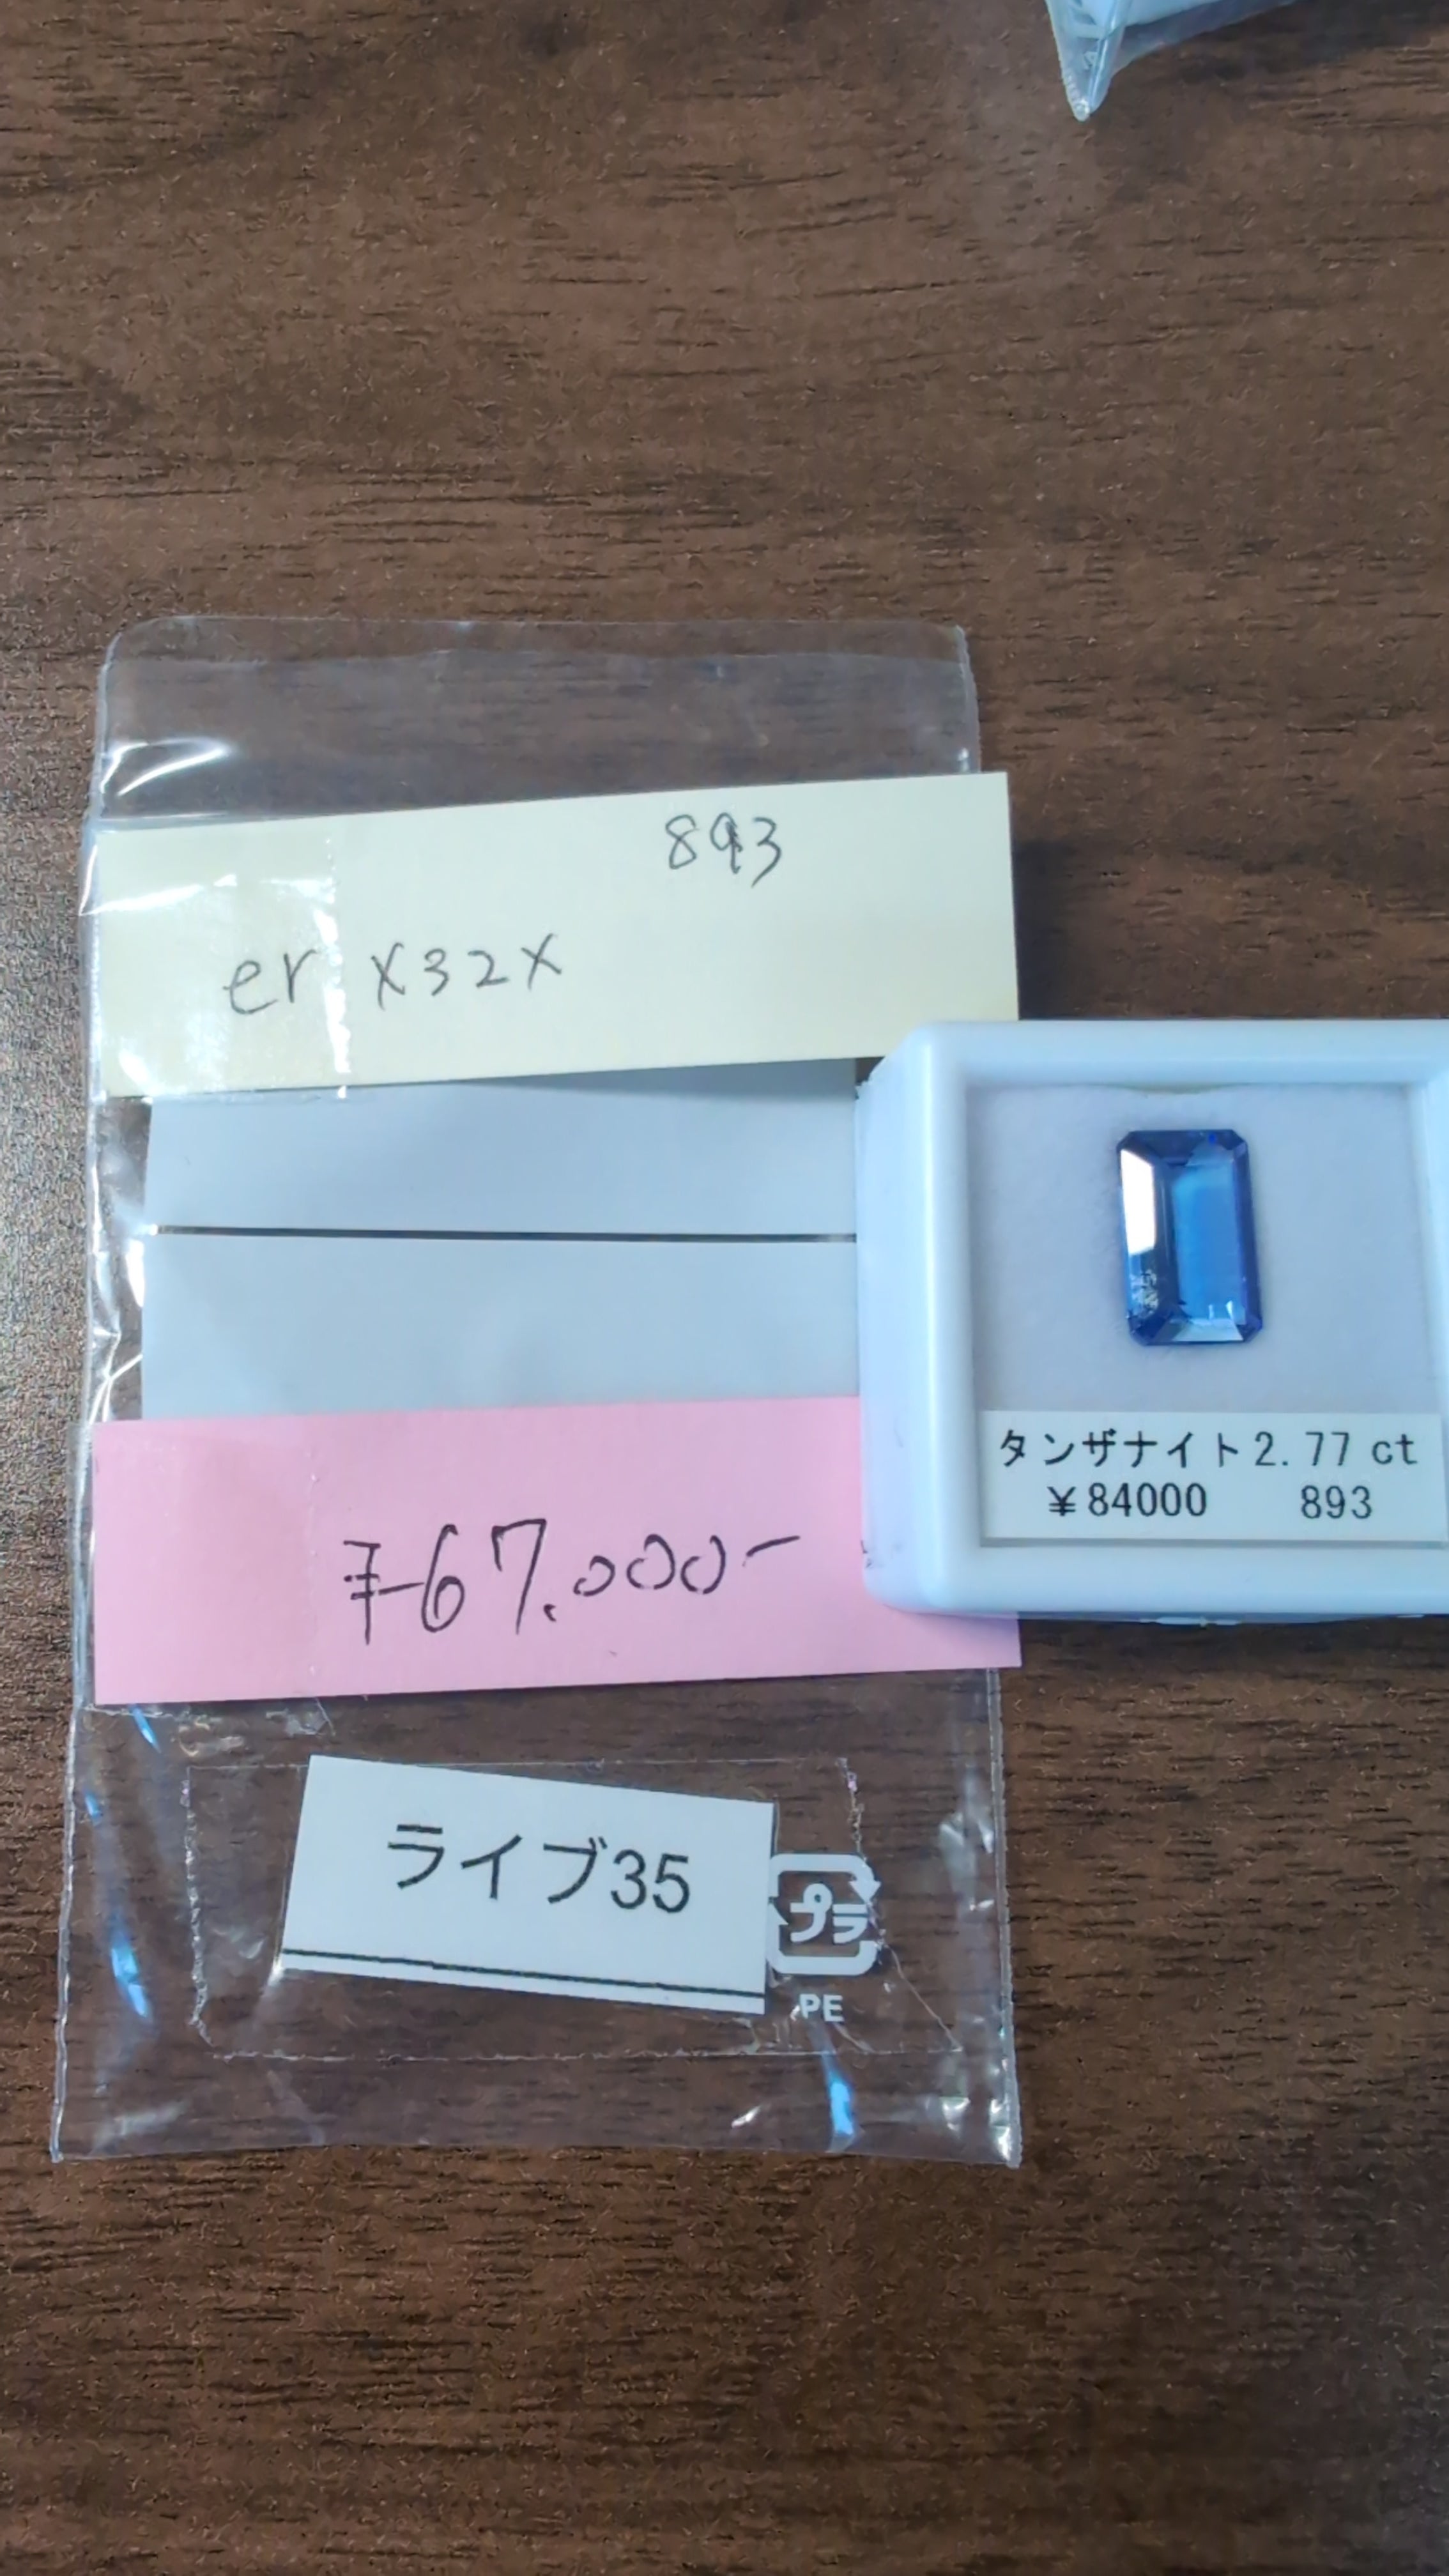 893
er x32x
タンザナイト2.77 ct
¥84000 893
¥67.000-
ライブ35
プラ
PE